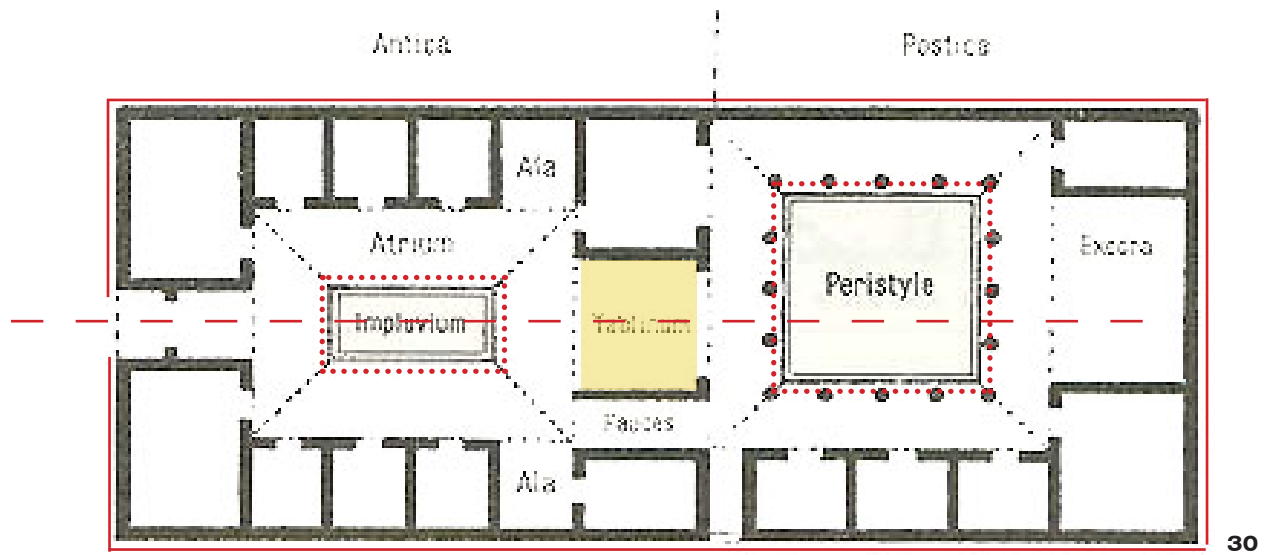 Antica
Postica
Ala
Atrium
Exedra
Peristyle
Impluvium
Tablinum
Fauces
Ala
30